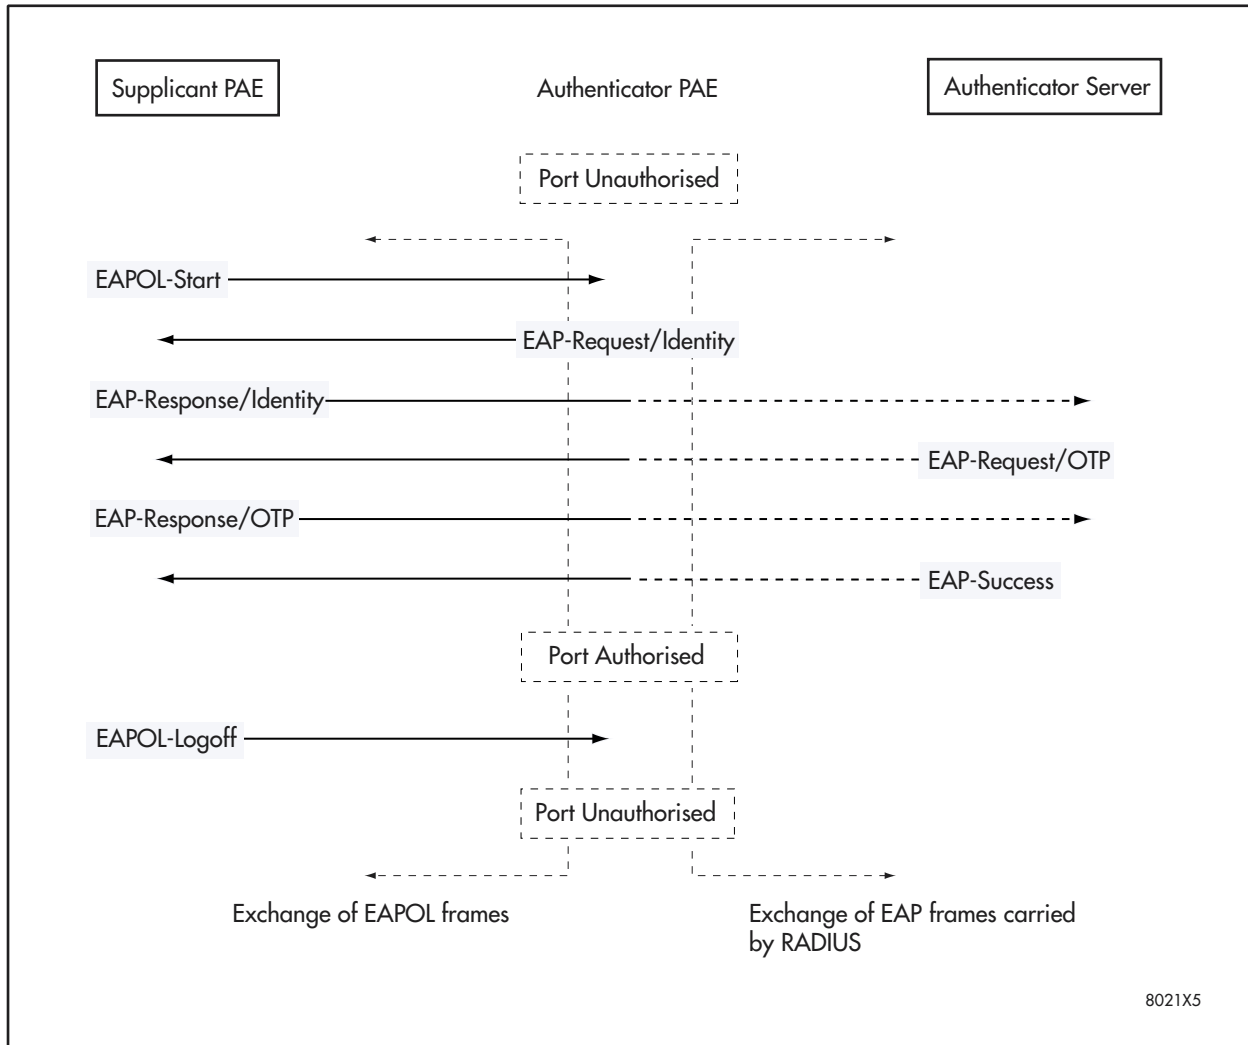 Supplicant PAE
Authenticator PAE
Authenticator Server
Port Unauthorised
EAPOL-Start
EAP-Request/Identity
EAP-Response/Identity
EAP-Request/OTP
EAP-Response/OTP
EAP-Success
Port Authorised
EAPOL-Logoff
Port Unauthorised
Exchange of EAPOL frames
Exchange of EAP frames carried
by RADIUS
8021X5